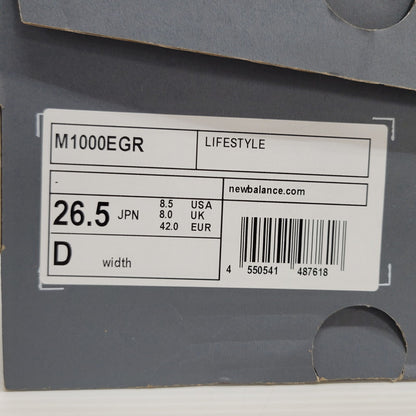 M1000EGR LIFESTYLE
-
newbalance.com
26.5 JPN 8.5 USA
8.0 UK
42.0 EUR
D width
4 550541 487618